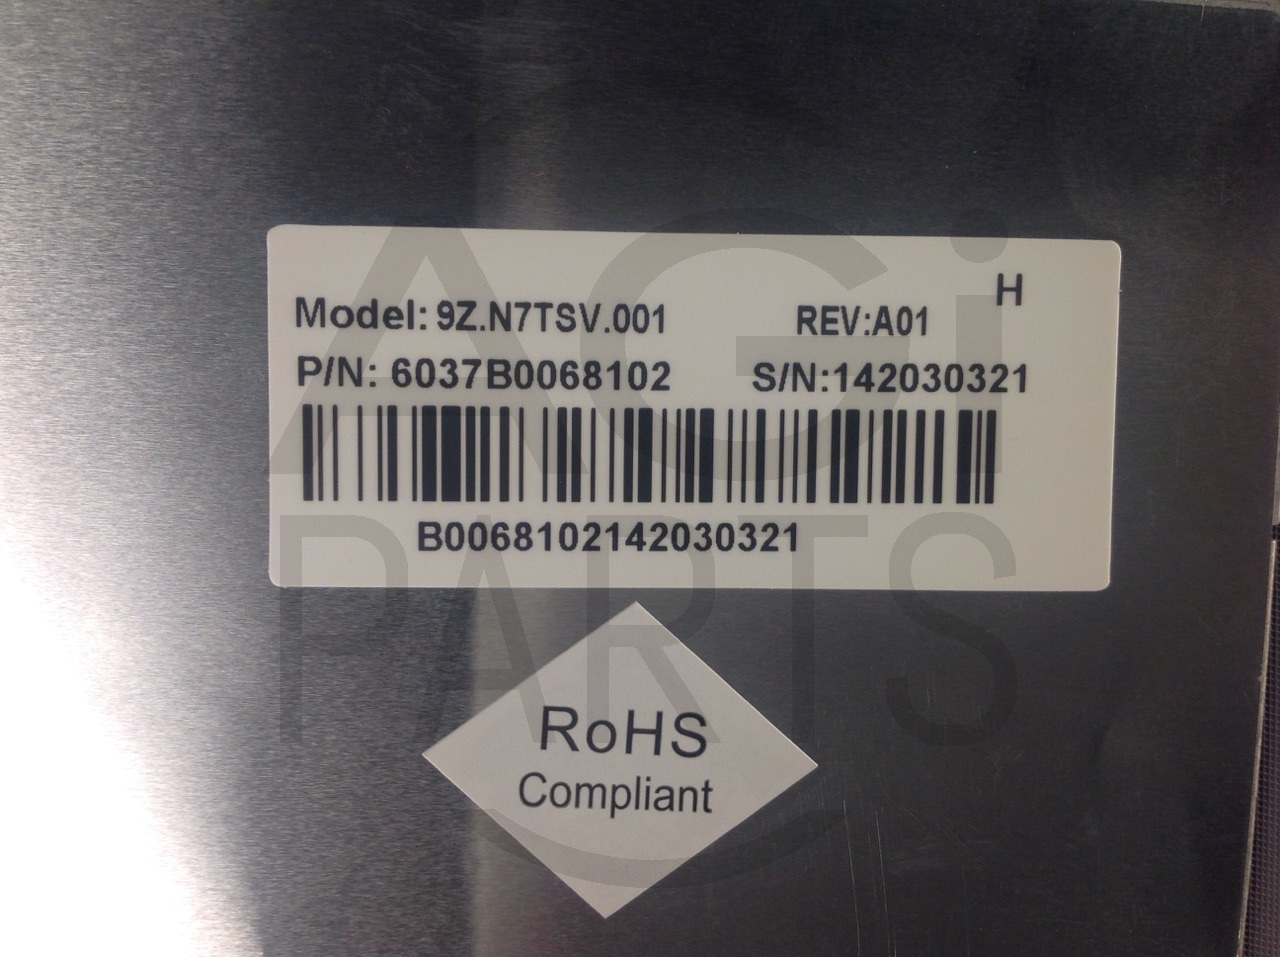 H
Model: 9Z.N7TSV.001 REV:A01
P/N: 6037B0068102 S/N:142030321
B0068102142030321
RoHS
Compliant
AGi
PARTS